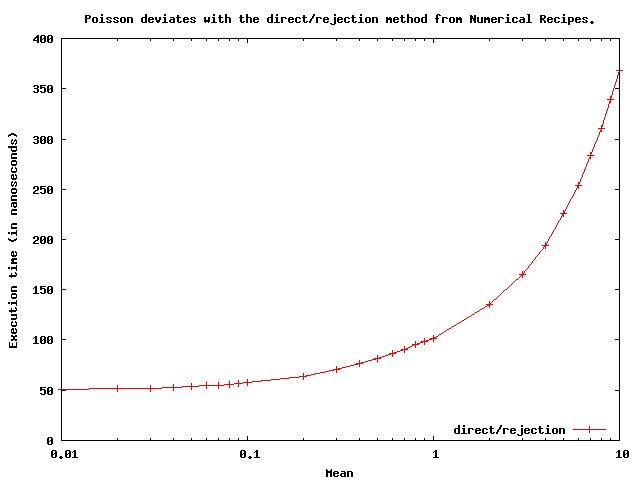 Poisson deviates with the direct/rejection method from Numerical Recipes.
400
350
300
250
200
150
100
50
0
Execution time (in nanoseconds)
direct/rejection
0.01 0.1 1 10
Mean